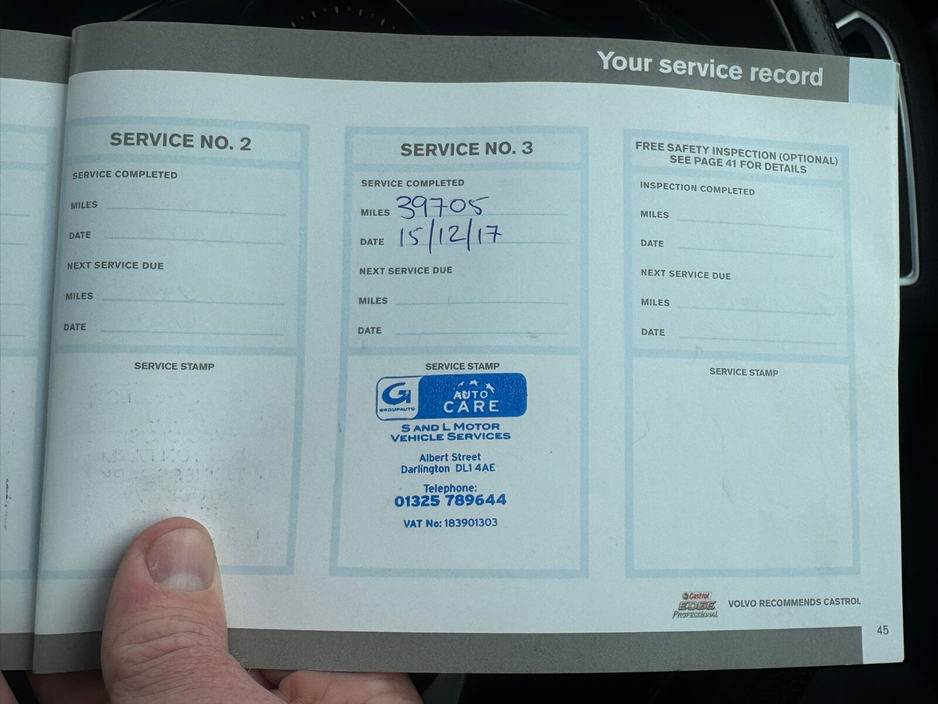 Your service record
SERVICE NO. 2
SERVICE COMPLETED
MILES
DATE
NEXT SERVICE DUE
MILES
DATE
SERVICE STAMP
SERVICE NO. 3
SERVICE COMPLETED
MILES 39705
DATE 15/12/17
NEXT SERVICE DUE
MILES
DATE
SERVICE STAMP
G
GROUPAUTO
AUTO
CARE
S AND L MOTOR
VEHICLE SERVICES
Albert Street
Darlington DL1 4AE
Telephone:
01325 789644
VAT No: 183901303
FREE SAFETY INSPECTION (OPTIONAL)
SEE PAGE 41 FOR DETAILS
INSPECTION COMPLETED
MILES
DATE
NEXT SERVICE DUE
MILES
DATE
SERVICE STAMP
Castrol
EDGE
PROFESSIONAL
VOLVO RECOMMENDS CASTROL
45